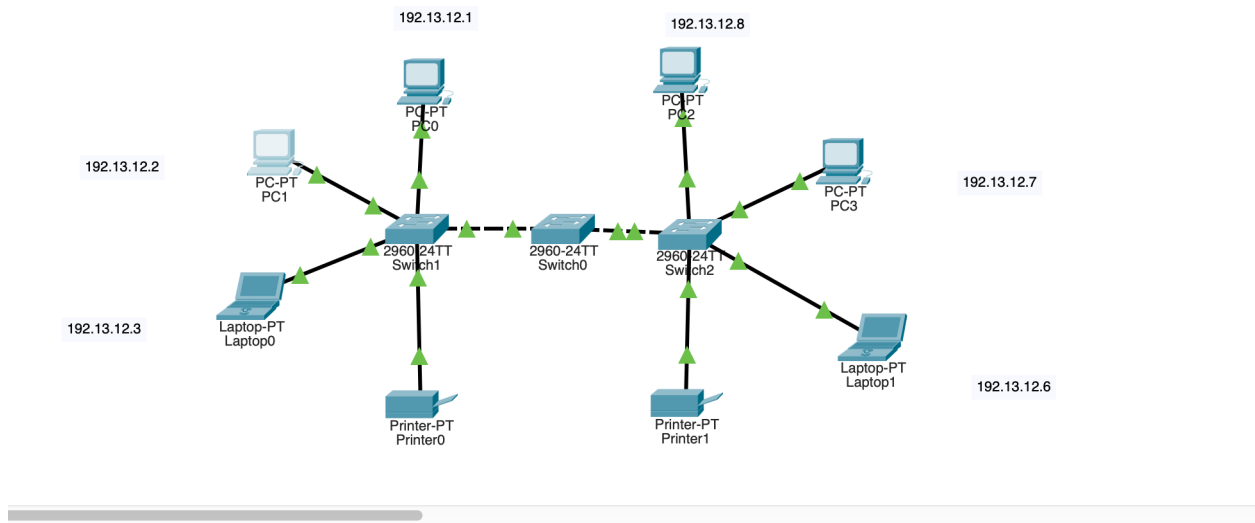 192.13.12.1
192.13.12.8
PC-PT
PC0
PC-PT
PC2
192.13.12.2
PC-PT
PC1
PC-PT
PC3
192.13.12.7
2960-24TT
Switch1
2960-24TT
Switch0
2960-24TT
Switch2
192.13.12.3
Laptop-PT
Laptop0
Laptop-PT
Laptop1
192.13.12.6
Printer-PT
Printer0
Printer-PT
Printer1